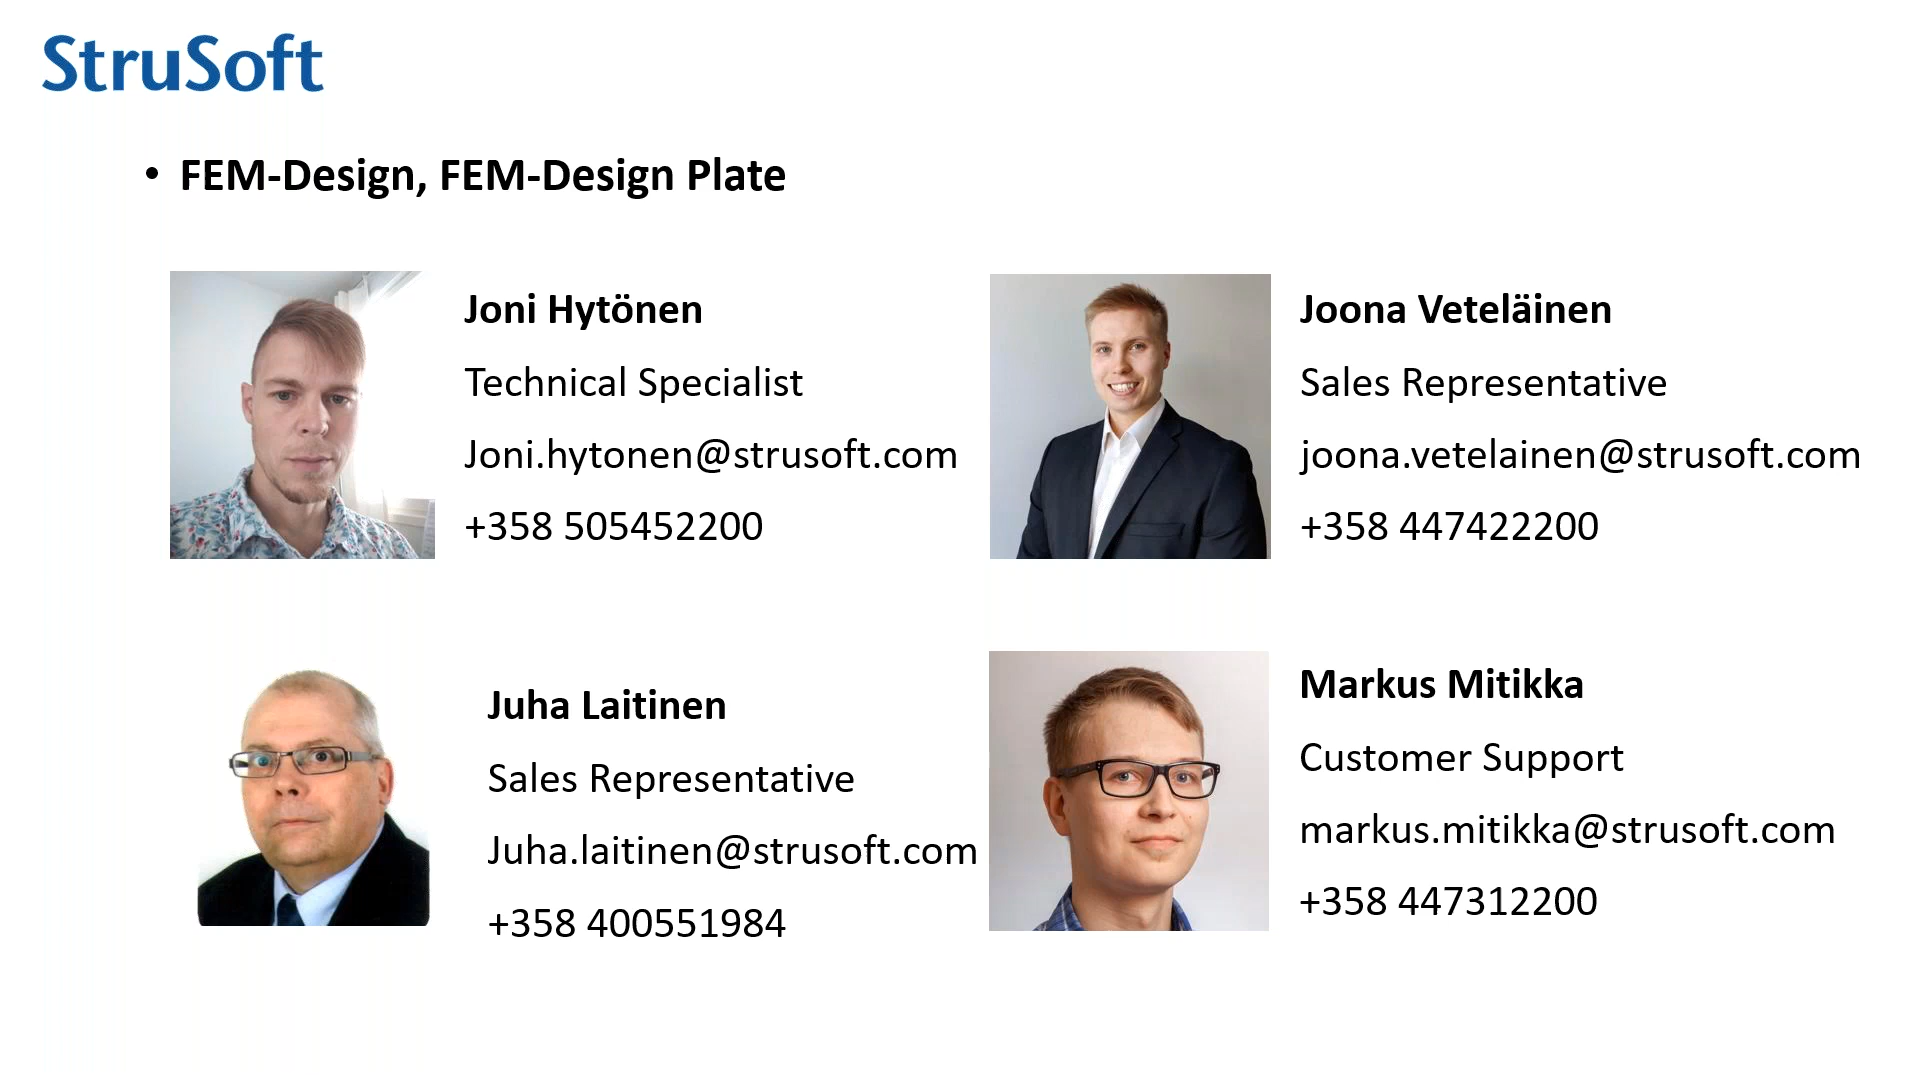 StruSoft
• FEM-Design, FEM-Design Plate
Joni Hytönen
Technical Specialist
Joni.hytonen@strusoft.com
+358 505452200
Joona Veteläinen
Sales Representative
joona.vetelainen@strusoft.com
+358 447422200
Juha Laitinen
Sales Representative
Juha.laitinen@strusoft.com
+358 400551984
Markus Mitikka
Customer Support
markus.mitikka@strusoft.com
+358 447312200